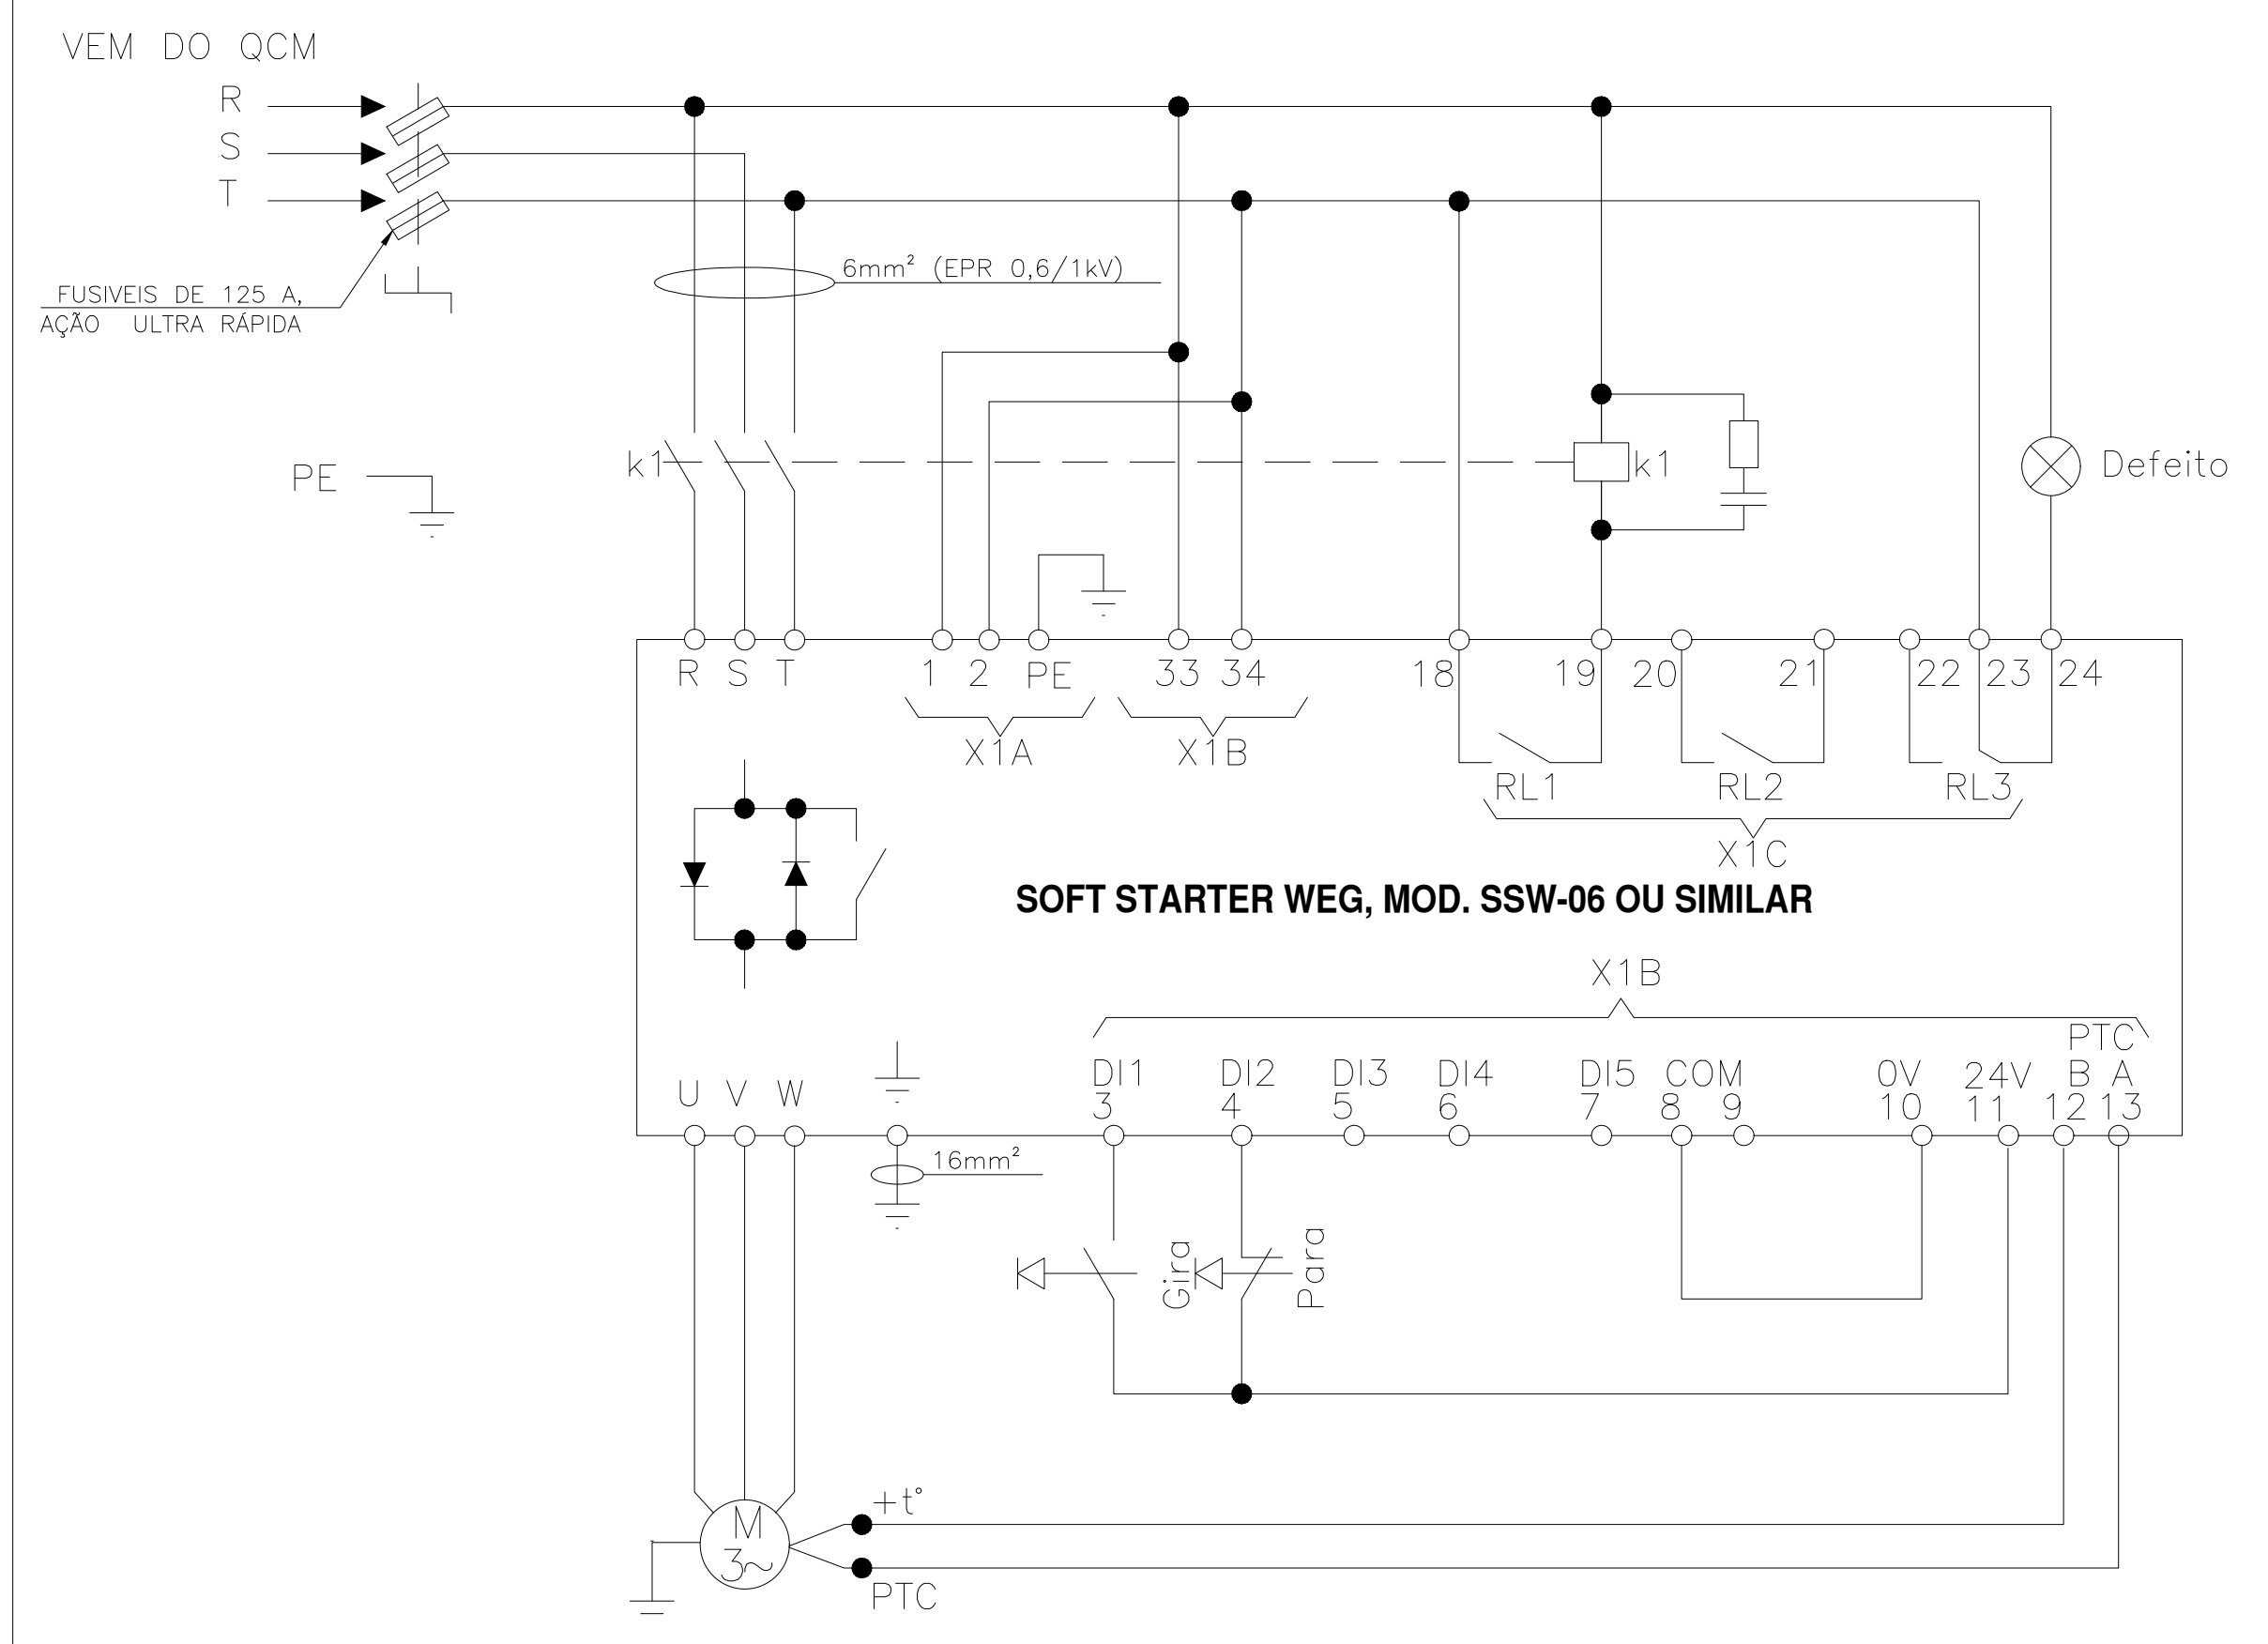 VEM DO QCM
R
S
T
6mm² (EPR 0,6/1kV)
FUSIVEIS DE 125 A,
AÇÃO ULTRA RÁPIDA
PE
k1
k1
Defeito
R S T 1 2 PE 33 34 18 19 20 21 22 23 24
X1A X1B
RL1 RL2 RL3
X1C
SOFT STARTER WEG, MOD. SSW-06 OU SIMILAR
X1B
PTC
U V W DI1 DI2 DI3 DI4 DI5 COM 0V 24V B A
3 4 5 6 7 8 9 10 11 12 13
16mm²
Gira
Para
+t°
M
3~
PTC